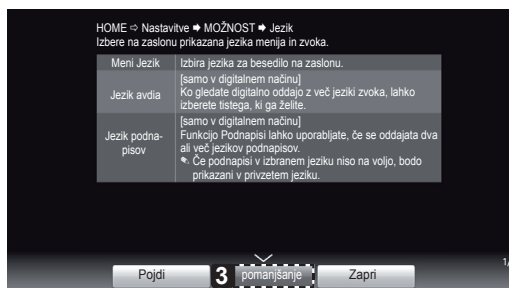 HOME ⇨ Nastavitve ➡ MOŽNOST ➡ Jezik
Izbere na zaslonu prikazana jezika menija in zvoka.
Meni Jezik
Izbira jezika za besedilo na zaslonu.
Jezik avdia
[samo v digitalnem načinu]
Ko gledate digitalno oddajo z več jeziki zvoka, lahko
izberete tistega, ki ga želite.
Jezik podna-
pisov
[samo v digitalnem načinu]
Funkcijo Podnapisi lahko uporabljate, če se oddajata dva
ali več jezikov podnapisov.
Če podnapisi v izbranem jeziku niso na voljo, bodo
prikazani v privzetem jeziku.
1/
Pojdi
3
pomanjšanje
Zapri